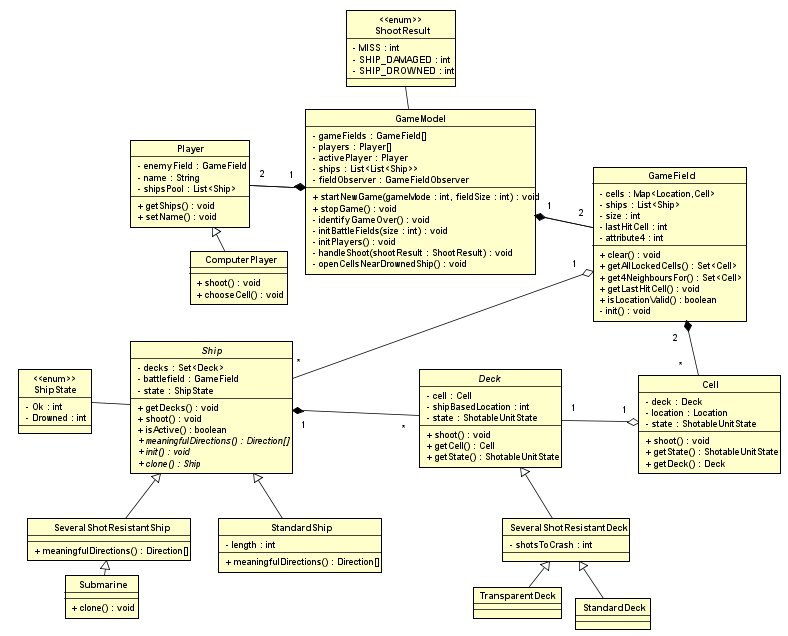 <<enum>>
ShootResult
- MISS : int
- SHIP_DAMAGED : int
- SHIP_DROWNED : int
GameModel
- gameFields : GameField[]
- players : Player[]
- activePlayer : Player
- ships : List<List<Ship>>
- fieldObserver : GameFieldObserver
+ startNewGame(gameMode : int, fieldSize : int) : void
+ stopGame() : void
- identifyGameOver() : void
- initBattleFields(size : int) : void
- initPlayers() : void
- handleShoot(shootResult : ShootResult) : void
- openCellsNearDrownedShip() : void
Player
- enemyField : GameField
- name : String
- shipsPool : List<Ship>
+ getShips() : void
+ setName() : void
2
1
ComputerPlayer
+ shoot() : void
+ chooseCell() : void
1
2
GameField
- cells : Map<Location,Cell>
- ships : List<Ship>
- size : int
- lastHitCell : int
- attribute4 : int
+ clear() : void
+ getAllLockedCells() : Set<Cell>
+ get4NeighboursFor() : Set<Cell>
+ getLastHitCell() : void
+ isLocationValid() : boolean
- init() : void
1
*
2
*
Ship
- decks : Set<Deck>
- battlefield : GameField
- state : ShipState
+ getDecks() : void
+ shoot() : void
+ isActive() : boolean
+ meaningfulDirections() : Direction[]
+ init() : void
+ clone() : Ship
<<enum>>
ShipState
- Ok : int
- Drowned : int
1
*
Deck
- cell : Cell
- shipBasedLocation : int
- state : ShotableUnitState
+ shoot() : void
+ getCell() : Cell
+ getState() : ShotableUnitState
1
1
Cell
- deck : Deck
- location : Location
- state : ShotableUnitState
+ shoot() : void
+ getState() : ShotableUnitState
+ getDeck() : Deck
SeveralShotResistantShip
+ meaningfulDirections() : Direction[]
StandardShip
- length : int
+ meaningfulDirections() : Direction[]
SeveralShotResistantDeck
- shotsToCrash : int
Submarine
+ clone() : void
TransparentDeck
StandardDeck